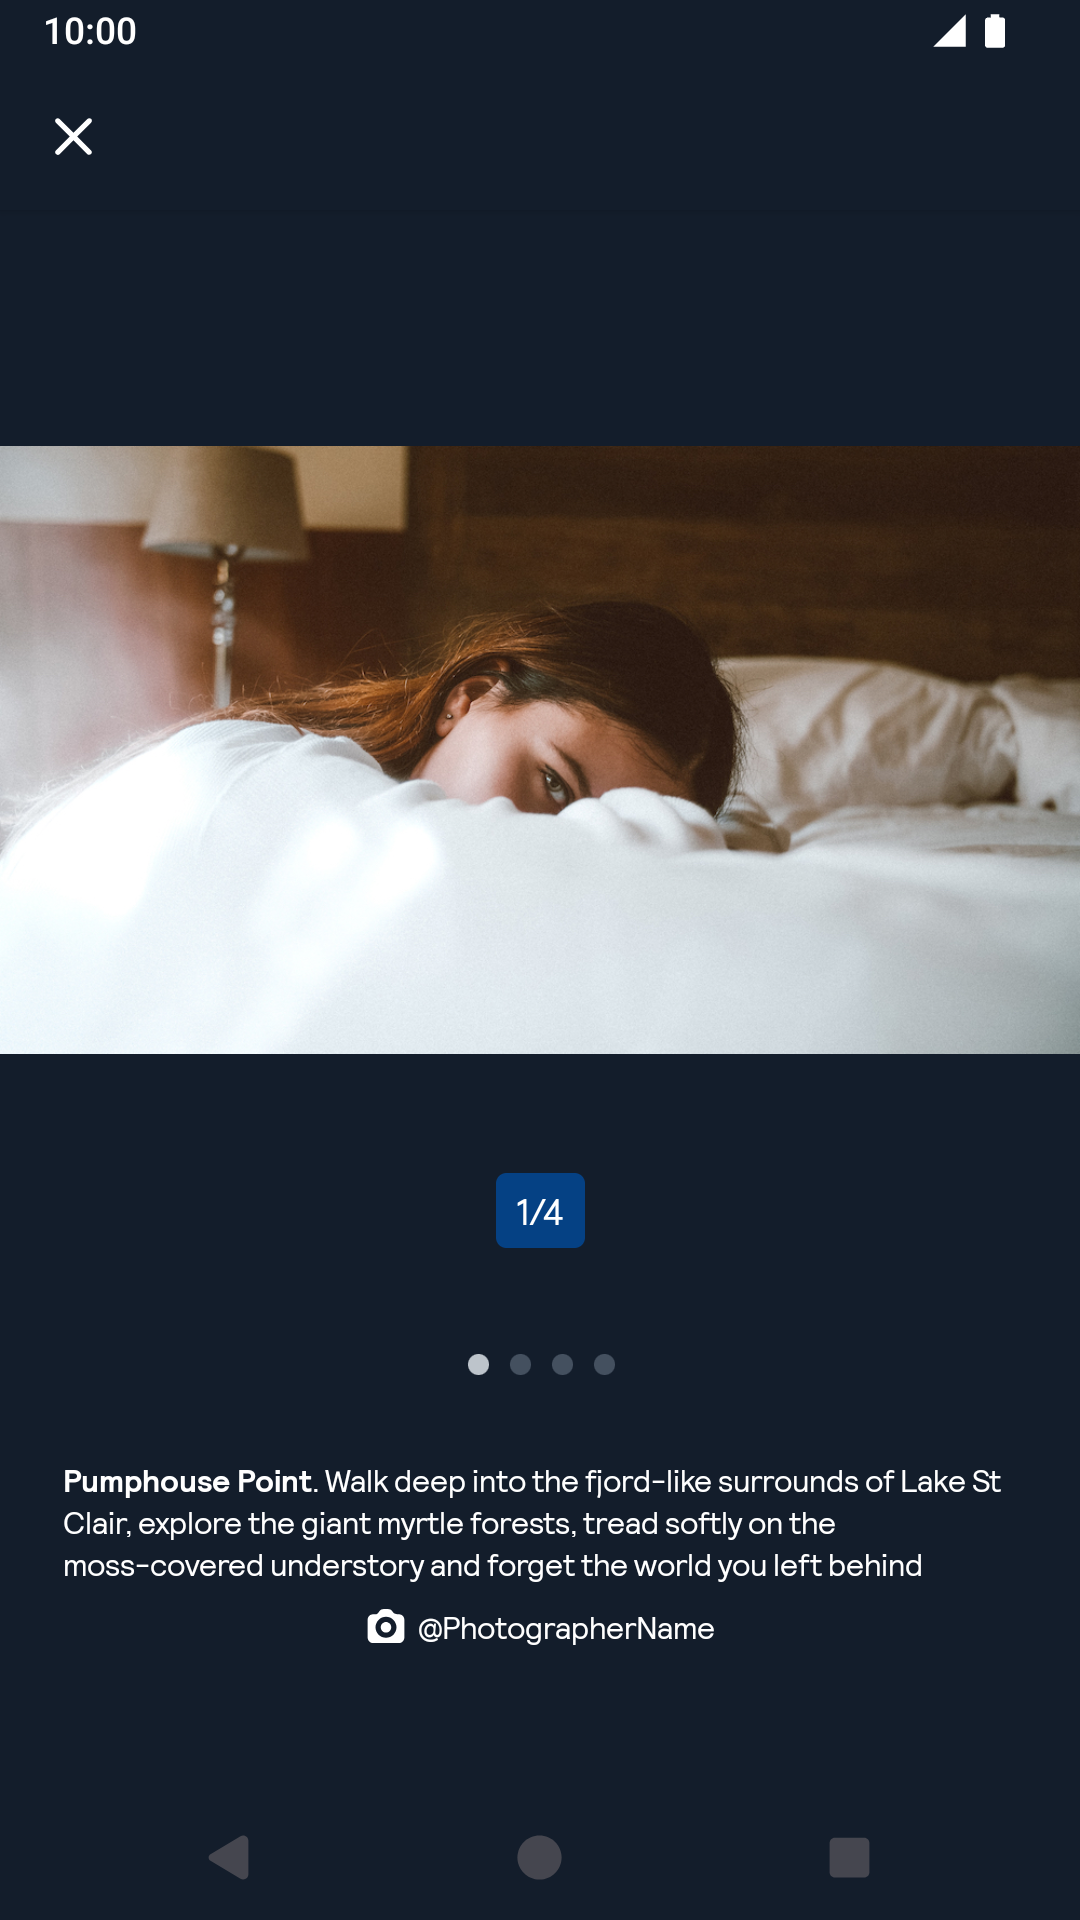 10:00
1/4
Pumphouse Point. Walk deep into the fjord-like surrounds of Lake St
Clair, explore the giant myrtle forests, tread softly on the
moss-covered understory and forget the world you left behind
@PhotographerName